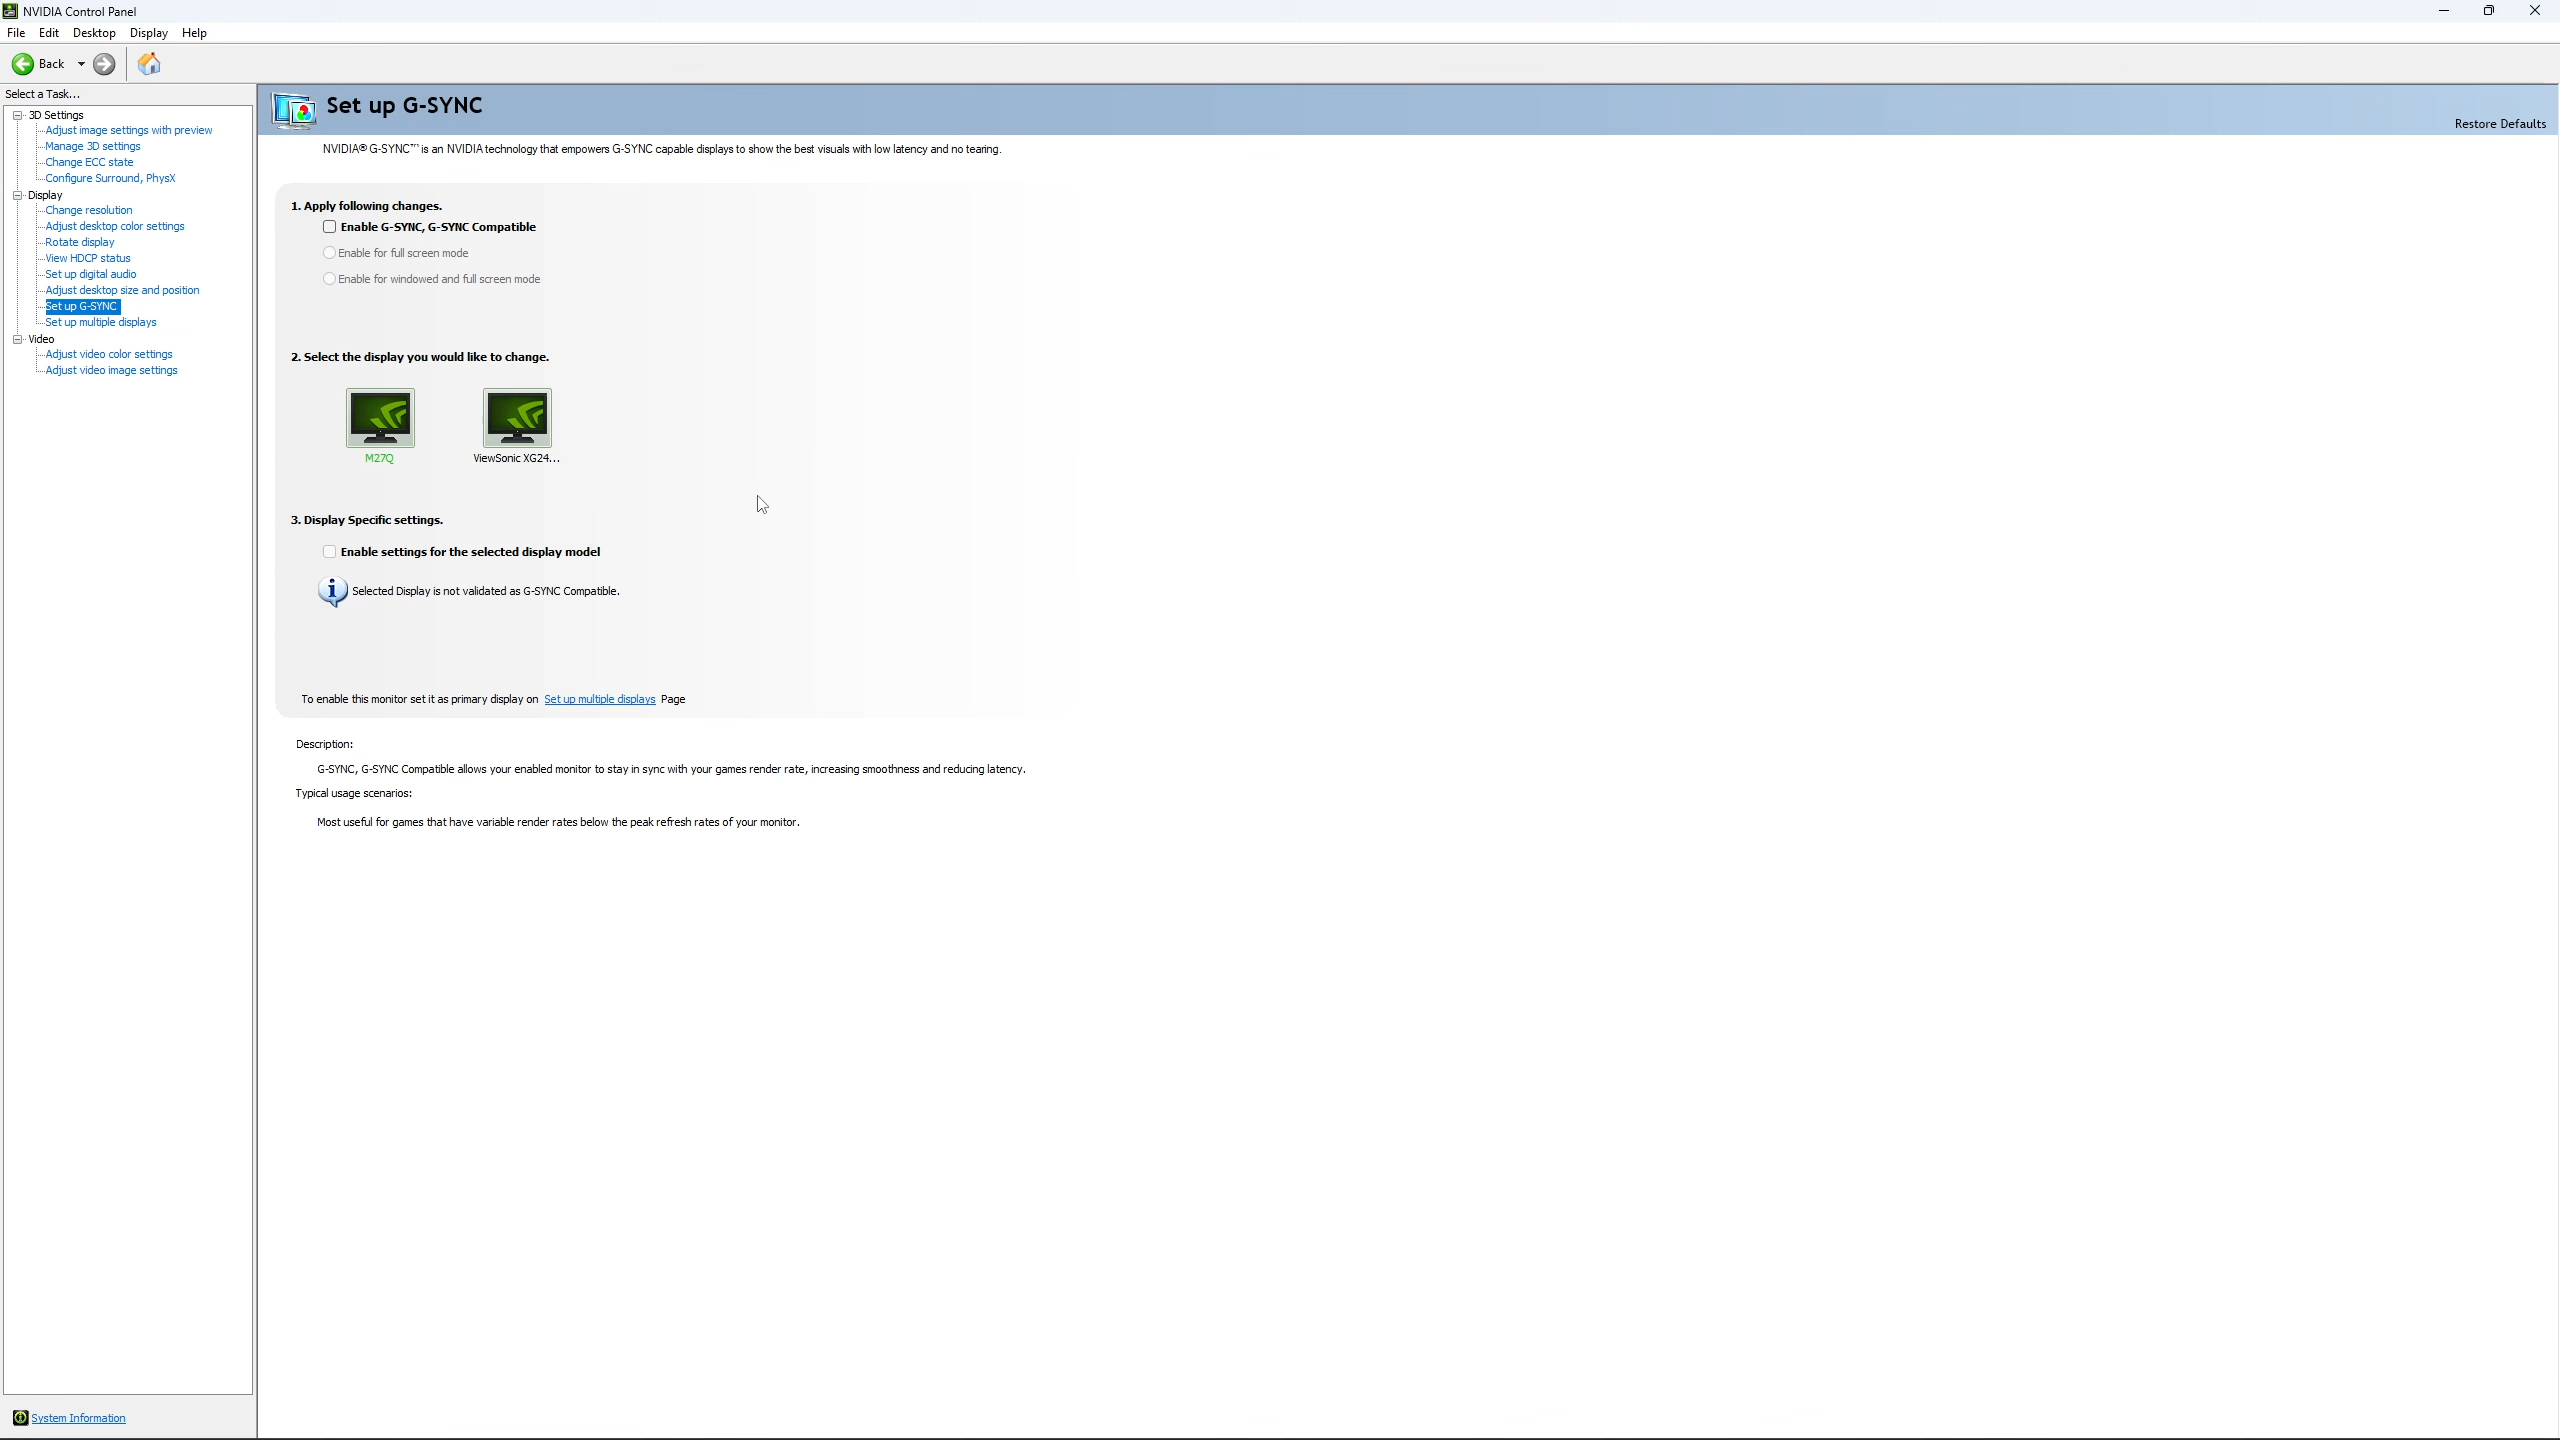 NVIDIA Control Panel
File Edit Desktop Display Help
Back
Select a Task...
3D Settings
Adjust image settings with preview
Manage 3D settings
Change ECC state
Configure Surround, PhysX
Display
Change resolution
Adjust desktop color settings
Rotate display
View HDCP status
Set up digital audio
Adjust desktop size and position
Set up G-SYNC
Set up multiple displays
Video
Adjust video color settings
Adjust video image settings
System Information
Set up G-SYNC
Restore Defaults
NVIDIA® G-SYNC™ is an NVIDIA technology that empowers G-SYNC capable displays to show the best visuals with low latency and no tearing.
1. Apply following changes.
Enable G-SYNC, G-SYNC Compatible
Enable for full screen mode
Enable for windowed and full screen mode
2. Select the display you would like to change.
M27Q ViewSonic XG24...
3. Display Specific settings.
Enable settings for the selected display model
Selected Display is not validated as G-SYNC Compatible.
To enable this monitor set it as primary display on Set up multiple displays Page
Description:
G-SYNC, G-SYNC Compatible allows your enabled monitor to stay in sync with your games render rate, increasing smoothness and reducing latency.
Typical usage scenarios:
Most useful for games that have variable render rates below the peak refresh rates of your monitor.